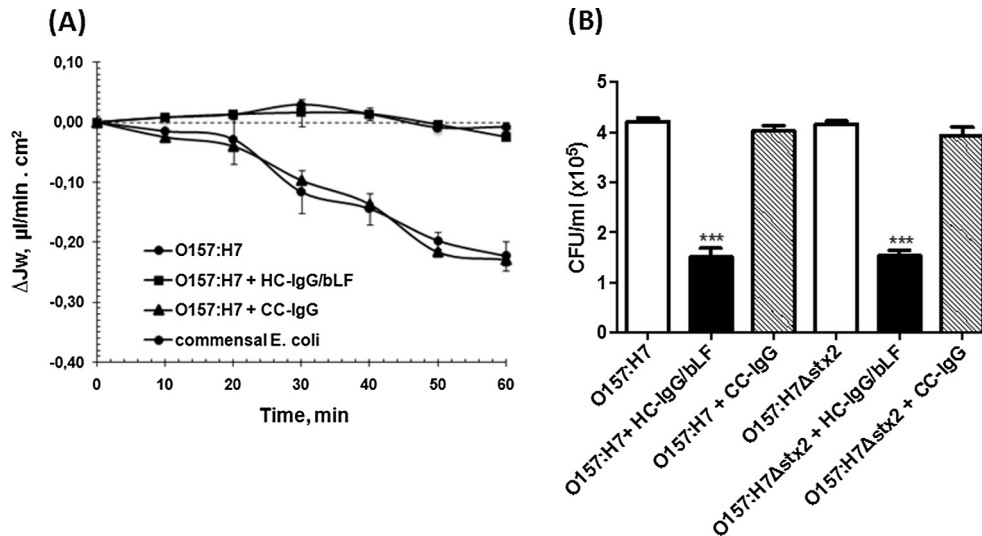 (A)
0,10
0,00
-0,10
-0,20
-0,30
-0,40
ΔJw, µl/min . cm²
O157:H7
O157:H7 + HC-IgG/bLF
O157:H7 + CC-IgG
commensal E. coli
0 10 20 30 40 50 60
Time, min
(B)
5
4
3
2
1
0
CFU/ml (x10⁵)
***
***
O157:H7
O157:H7+ HC-IgG/bLF
O157:H7 + CC-IgG
O157:H7Δstx2
O157:H7Δstx2 + HC-IgG/bLF
O157:H7Δstx2 + CC-IgG